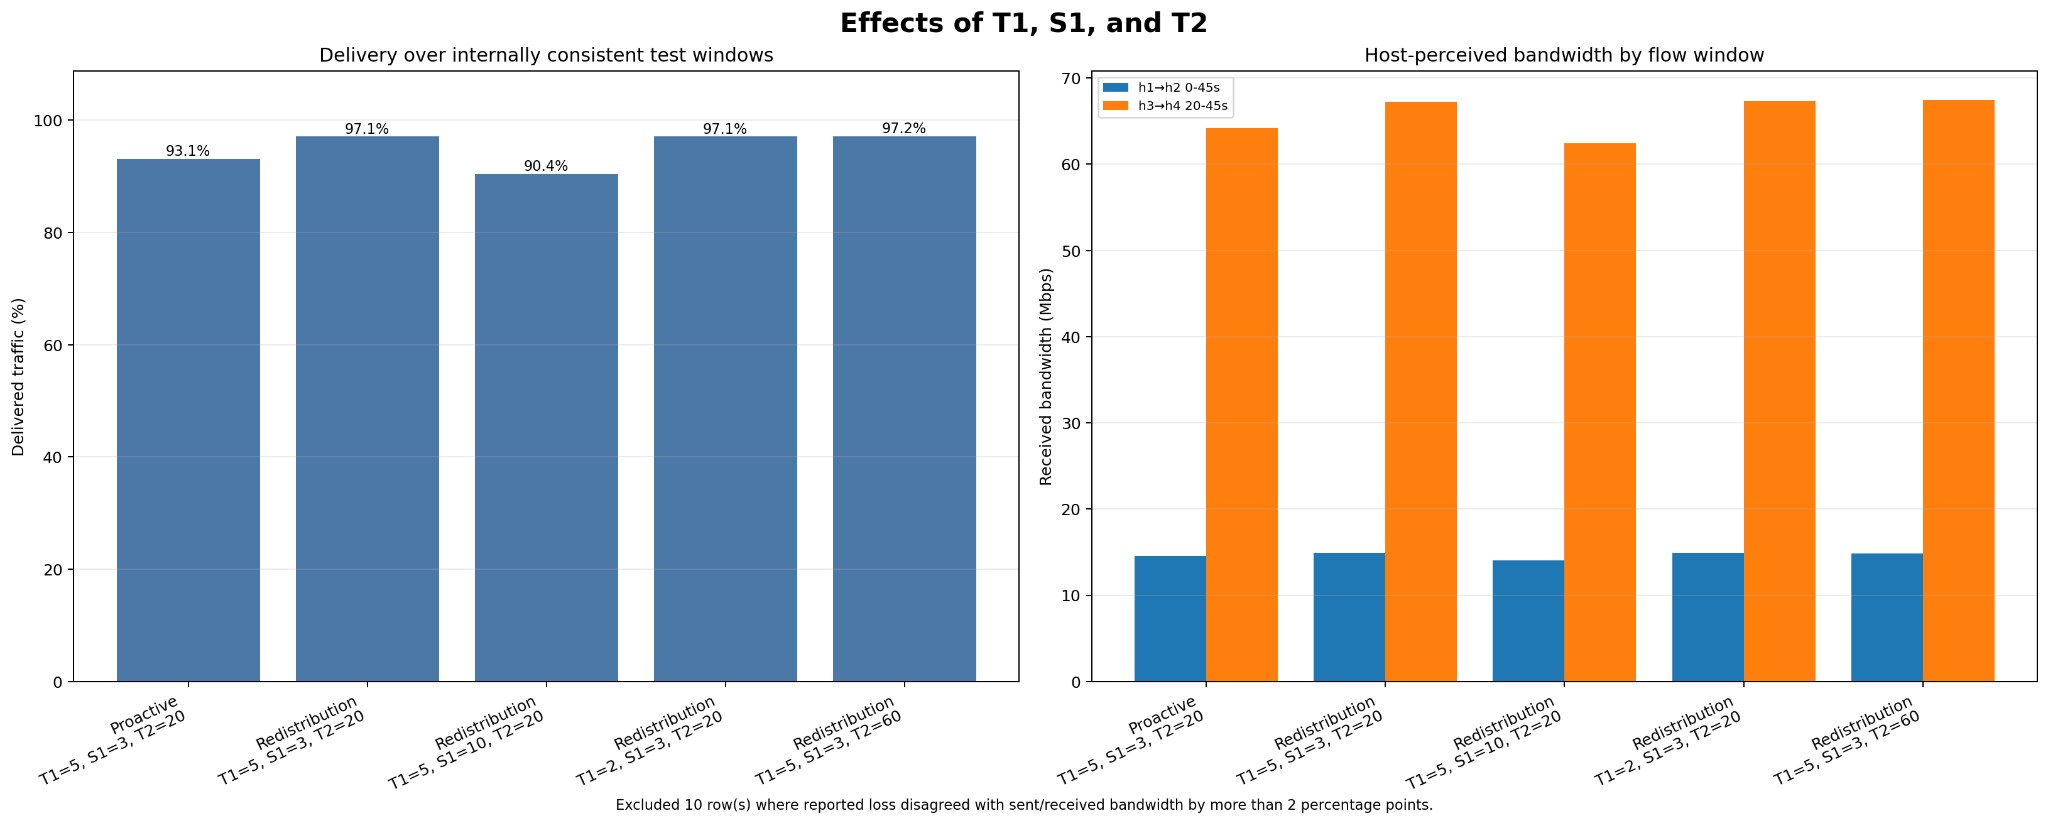 Effects of T1, S1, and T2
Delivery over internally consistent test windows
Delivered traffic (%)
100
80
60
40
20
0
93.1%
97.1%
90.4%
97.1%
97.2%
Proactive
T1=5, S1=3, T2=20
Redistribution
T1=5, S1=3, T2=20
Redistribution
T1=5, S1=10, T2=20
Redistribution
T1=2, S1=3, T2=20
Redistribution
T1=5, S1=3, T2=60
Host-perceived bandwidth by flow window
Received bandwidth (Mbps)
70
60
50
40
30
20
10
0
h1→h2 0-45s
h3→h4 20-45s
Proactive
T1=5, S1=3, T2=20
Redistribution
T1=5, S1=3, T2=20
Redistribution
T1=5, S1=10, T2=20
Redistribution
T1=2, S1=3, T2=20
Redistribution
T1=5, S1=3, T2=60
Excluded 10 row(s) where reported loss disagreed with sent/received bandwidth by more than 2 percentage points.